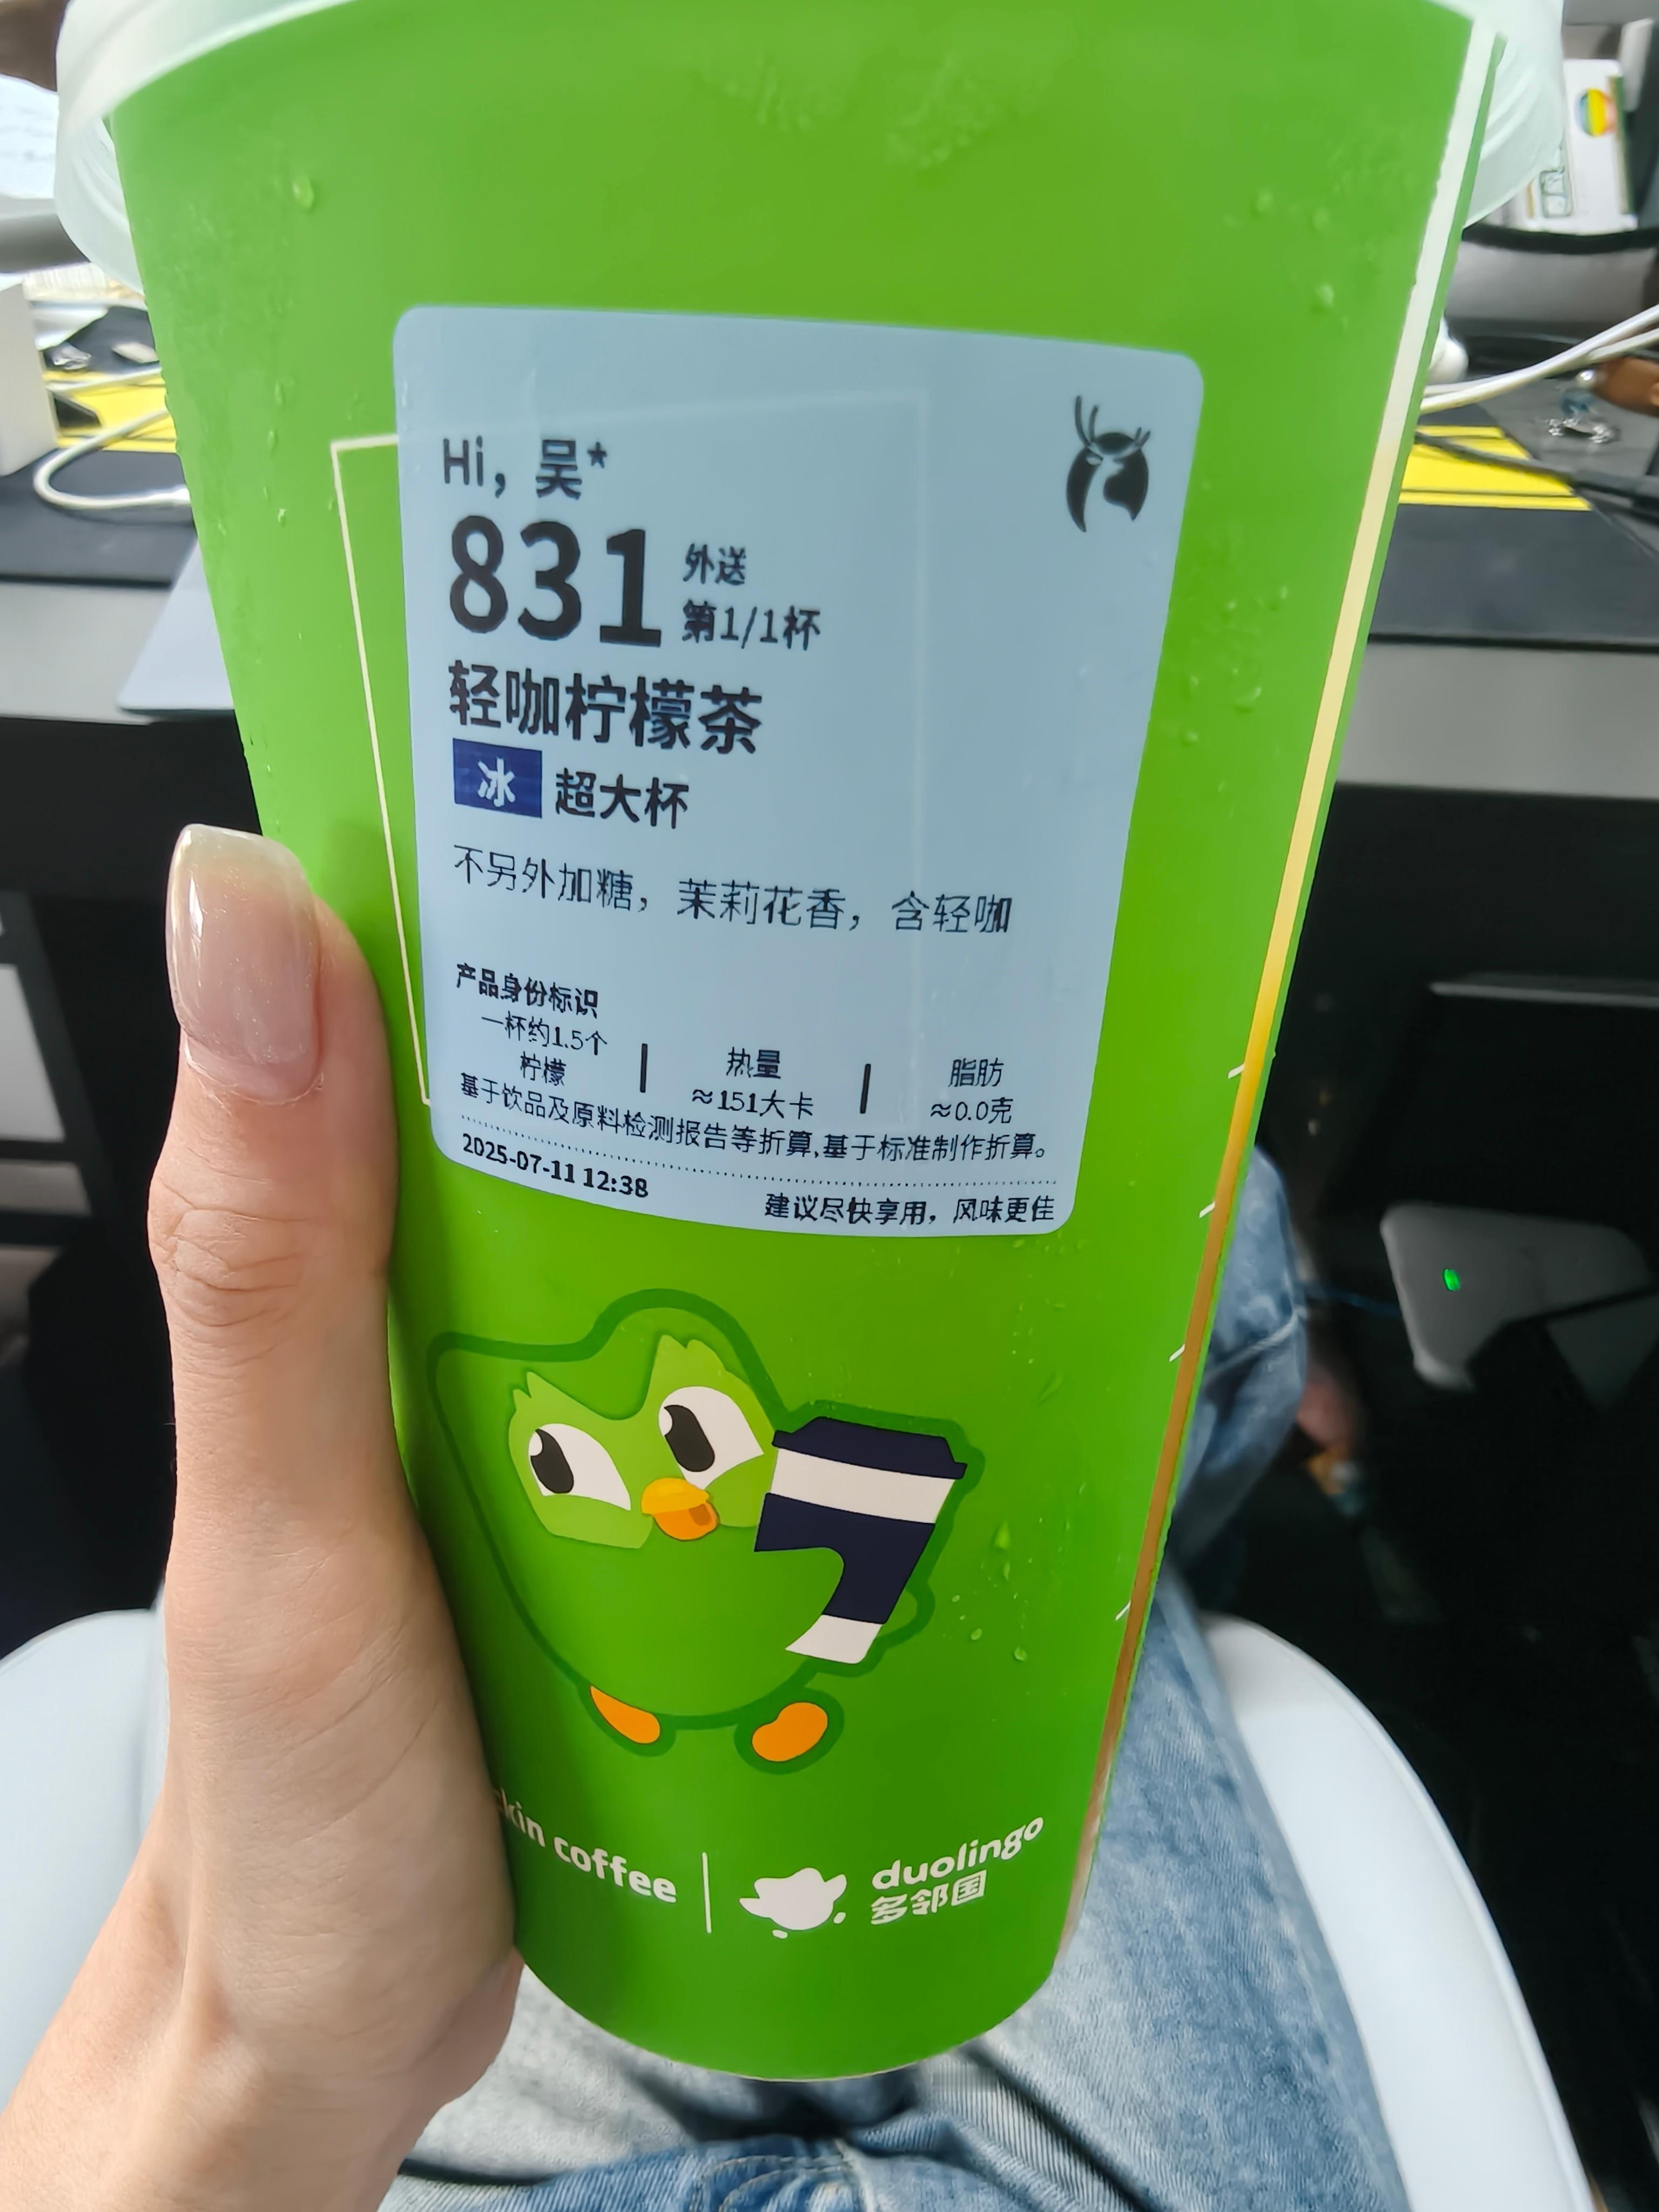 Hi，吴*
831 外送
第1/1杯
轻咖柠檬茶
冰 超大杯
不另外加糖，茉莉花香，含轻咖
产品身份标识
一杯约1.5个
柠檬
热量
≈151大卡
脂肪
≈0.0克
基于饮品及原料检测报告等折算,基于标准制作折算。
2025-07-11 12:38
建议尽快享用，风味更佳
kin coffee
duolingo
多邻国